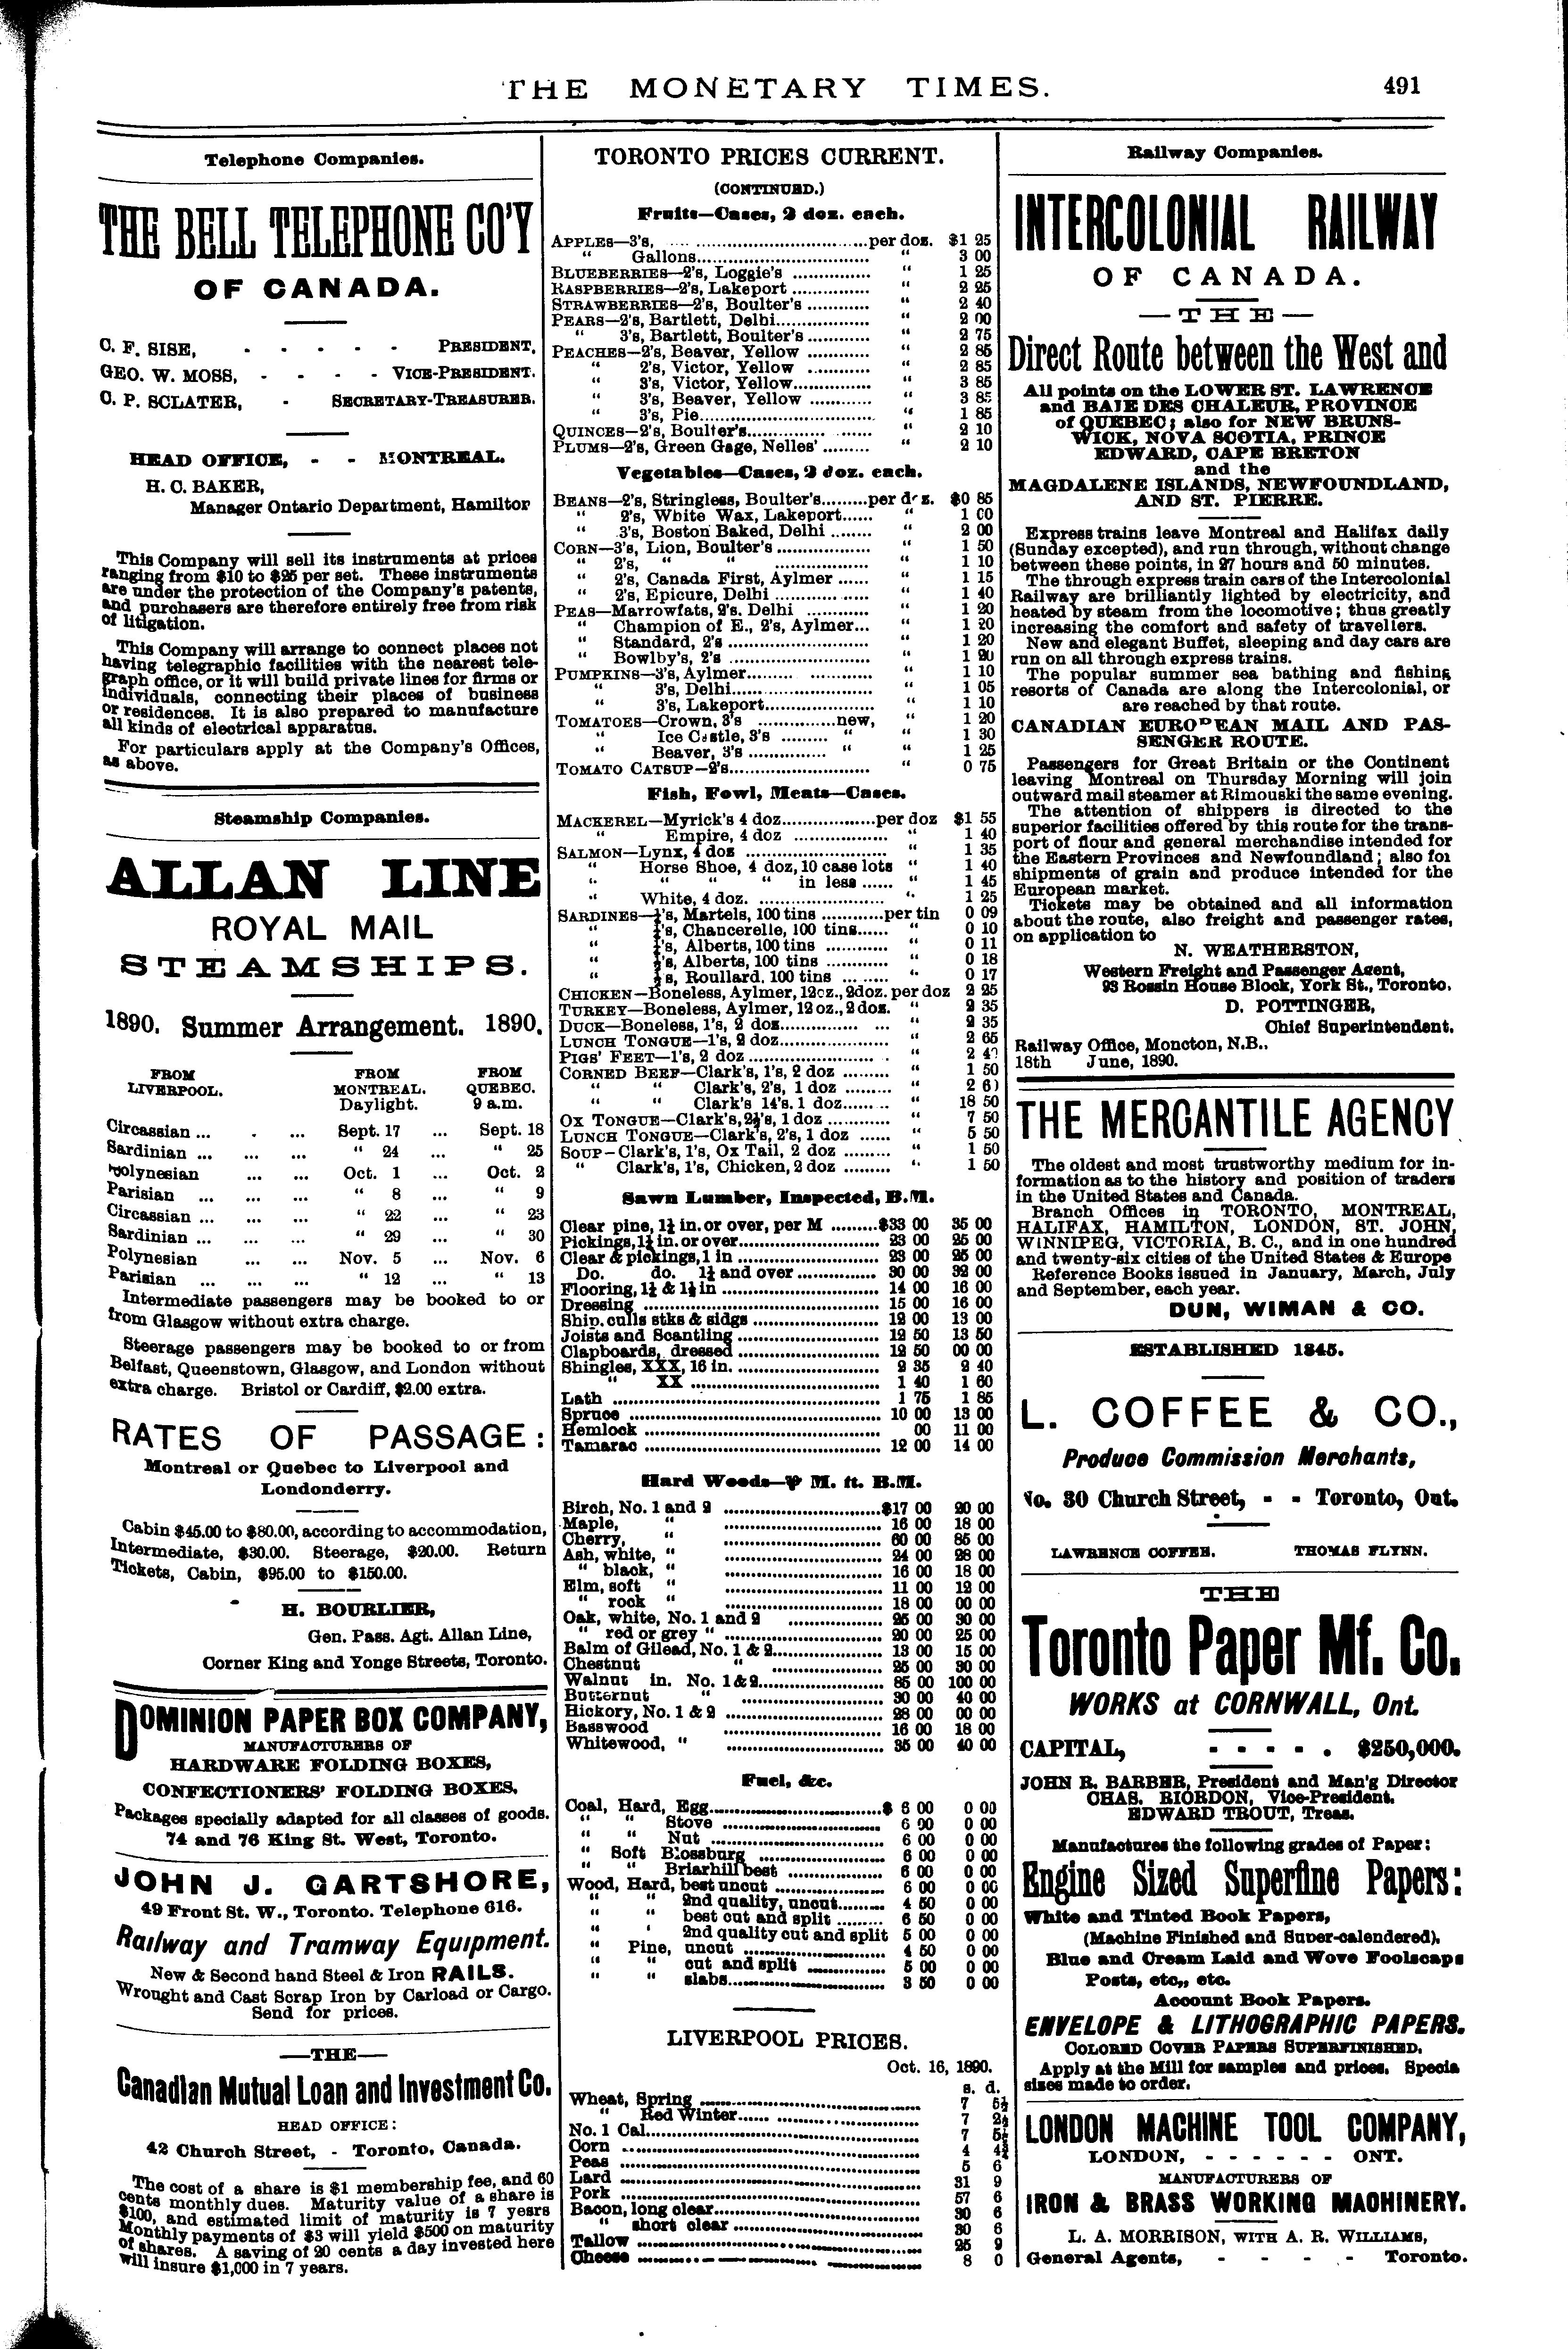 THE MONETARY TIMES.
491
Telephone Companies.
THE BELL TELEPHONE CO'Y
OF CANADA.
C. F. SISE, - - - - - PRESIDENT.
GEO. W. MOSS, - - - - VICE-PRESIDENT.
C. P. SCLATER, - SECRETARY-TREASURER.
HEAD OFFICE, - - MONTREAL.
H. C. BAKER,
Manager Ontario Department, Hamilton
This Company will sell its instruments at prices
ranging from $10 to $25 per set. These instruments
are under the protection of the Company's patents,
and purchasers are therefore entirely free from risk
of litigation.
This Company will arrange to connect places not
having telegraphic facilities with the nearest tele-
graph office, or it will build private lines for firms or
individuals, connecting their places of business
or residences. It is also prepared to manufacture
all kinds of electrical apparatus.
For particulars apply at the Company's Offices,
as above.
Steamship Companies.
ALLAN LINE
ROYAL MAIL
STEAMSHIPS.
1890. Summer Arrangement. 1890.
FROM FROM FROM
LIVERPOOL. MONTREAL. QUEBEC.
Daylight. 9 a.m.
Circassian ... . ... Sept. 17 ... Sept. 18
Sardinian ... ... ... " 24 ... " 25
Polynesian ... ... Oct. 1 ... Oct. 2
Parisian ... ... ... " 8 ... " 9
Circassian ... ... ... " 22 ... " 23
Sardinian ... ... ... " 29 ... " 30
Polynesian ... ... Nov. 5 ... Nov. 6
Parisian ... ... ... " 12 ... " 13
Intermediate passengers may be booked to or
from Glasgow without extra charge.
Steerage passengers may be booked to or from
Belfast, Queenstown, Glasgow, and London without
extra charge. Bristol or Cardiff, $2.00 extra.
RATES OF PASSAGE:
Montreal or Quebec to Liverpool and
Londonderry.
Cabin $45.00 to $80.00, according to accommodation,
Intermediate, $30.00. Steerage, $20.00. Return
Tickets, Cabin, $95.00 to $150.00.
H. BOURLIER,
Gen. Pass. Agt. Allan Line,
Corner King and Yonge Streets, Toronto.
DOMINION PAPER BOX COMPANY,
MANUFACTURERS OF
HARDWARE FOLDING BOXES,
CONFECTIONERS' FOLDING BOXES,
Packages specially adapted for all classes of goods.
74 and 76 King St. West, Toronto.
JOHN J. GARTSHORE,
49 Front St. W., Toronto. Telephone 616.
Railway and Tramway Equipment.
New & Second hand Steel & Iron RAILS.
Wrought and Cast Scrap Iron by Carload or Cargo.
Send for prices.
—THE—
Canadian Mutual Loan and Investment Co.
HEAD OFFICE:
42 Church Street, - Toronto, Canada.
The cost of a share is $1 membership fee, and 60
cents monthly dues. Maturity value of a share is
$100, and estimated limit of maturity is 7 years
Monthly payments of $3 will yield $500 on maturity
of shares. A saving of 20 cents a day invested here
will insure $1,000 in 7 years.
TORONTO PRICES CURRENT.
(CONTINUED.)
Fruits—Cases, 2 doz. each.
APPLES—3's, .... per doz. $1 25
" Gallons.... " 3 00
BLUEBERRIES—2's, Loggie's .... " 1 25
RASPBERRIES—2's, Lakeport .... " 2 25
STRAWBERRIES—2's, Boulter's .... " 2 40
PEARS—2's, Bartlett, Delhi.... " 2 00
" 3's, Bartlett, Boulter's .... " 2 75
PEACHES—2's, Beaver, Yellow .... " 2 85
" 2's, Victor, Yellow .... " 2 85
" 3's, Victor, Yellow.... " 3 85
" 3's, Beaver, Yellow .... " 3 85
" 3's, Pie.... " 1 85
QUINCES—2's, Boulter's.... " 2 10
PLUMS—2's, Green Gage, Nelles' .... " 2 10
Vegetables—Cases, 2 doz. each.
BEANS—2's, Stringless, Boulter's.... per doz. $0 85
" 2's, White Wax, Lakeport.... " 1 00
" 3's, Boston Baked, Delhi .... " 2 00
CORN—3's, Lion, Boulter's .... " 1 50
" 2's, " " .... " 1 10
" 2's, Canada First, Aylmer .... " 1 15
" 2's, Epicure, Delhi .... " 1 40
PEAS—Marrowfats, 2's. Delhi .... " 1 20
" Champion of E., 2's, Aylmer... " 1 20
" Standard, 2's .... " 1 20
" Bowlby's, 2's .... " 1 20
PUMPKINS—3's, Aylmer.... " 1 10
" 3's, Delhi.... " 1 05
" 3's, Lakeport.... " 1 10
TOMATOES—Crown, 3's ....new, " 1 20
" Ice Castle, 3's .... " " 1 30
" Beaver, 3's .... " " 1 25
TOMATO CATSUP—2's.... " 0 75
Fish, Fowl, Meats—Cases.
MACKEREL—Myrick's 4 doz.... per doz $1 55
" Empire, 4 doz .... " 1 40
SALMON—Lynx, 4 doz .... " 1 35
" Horse Shoe, 4 doz, 10 case lots " 1 40
" " " " in less .... " 1 45
" White, 4 doz. .... " 1 25
SARDINES— 's, Martels, 100 tins .... per tin 0 09
" 's, Chancerelle, 100 tins.... " 0 10
" 's, Alberts, 100 tins .... " 0 11
" 's, Alberts, 100 tins .... " 0 18
" s, Roullard, 100 tins .... " 0 17
CHICKEN—Boneless, Aylmer, 12oz., 2doz. per doz 2 25
TURKEY—Boneless, Aylmer, 12 oz., 2 doz. " 2 35
DUCK—Boneless, 1's, 2 doz.... " 2 35
LUNCH TONGUE—1's, 2 doz .... " 2 65
PIGS' FEET—1's, 2 doz .... " 2
CORNED BEEF—Clark's, 1's, 2 doz .... " 1 50
" " Clark's, 2's, 1 doz .... " 2 6
" " Clark's 14's. 1 doz.... " 18 50
OX TONGUE—Clark's, 2½'s, 1 doz .... " 7 50
LUNCH TONGUE—Clark's, 2's, 1 doz .... " 5 50
SOUP—Clark's, 1's, Ox Tail, 2 doz .... " 1 50
" Clark's, 1's, Chicken, 2 doz .... " 1 50
Sawn Lumber, Inspected, B.M.
Clear pine, 1¼ in. or over, per M ....$33 00 35 00
Pickings, 1¼ in. or over.... 23 00 25 00
Clear & pickings, 1 in .... 23 00 25 00
Do. do. 1¼ and over .... 30 00 32 00
Flooring, 1¼ & 1½ in .... 14 00 16 00
Dressing .... 15 00 16 00
Ship. culls stks & sidgs .... 12 00 13 00
Joists and Scantling .... 12 50 13 50
Clapboards, dressed .... 12 50 00 00
Shingles, XXX, 16 in. .... 2 35 2 40
" XX .... 1 40 1 60
Lath .... 1 75 1 85
Spruce .... 10 00 13 00
Hemlock .... 00 11 00
Tamarac .... 12 00 14 00
Hard Woods—₩ M. ft. B.M.
Birch, No. 1 and 2 ....$17 00 20 00
Maple, " .... 16 00 18 00
Cherry, " .... 60 00 85 00
Ash, white, " .... 24 00 28 00
" black, " .... 16 00 18 00
Elm, soft " .... 11 00 12 00
" rock " .... 18 00 00 00
Oak, white, No. 1 and 2 .... 25 00 30 00
" red or grey " .... 20 00 25 00
Balm of Gilead, No. 1 & 2.... 13 00 15 00
Chestnut " .... 25 00 30 00
Walnut in. No. 1 & 2.... 85 00 100 00
Butternut " .... 30 00 40 00
Hickory, No. 1 & 2 .... 28 00 00 00
Basswood .... 16 00 18 00
Whitewood, " .... 35 00 40 00
Fuel, &c.
Coal, Hard, Egg....$ 6 00 0 00
" " Stove .... 6 00 0 00
" " Nut .... 6 00 0 00
" Soft Blossburg .... 6 00 0 00
" " Briarhill best .... 6 00 0 00
Wood, Hard, best uncut .... 6 00 0 00
" " 2nd quality, uncut.... 4 50 0 00
" " best cut and split .... 6 50 0 00
" ' 2nd quality cut and split 5 00 0 00
" Pine, uncut .... 4 50 0 00
" " cut and split .... 5 00 0 00
" " slabs.... 3 50 0 00
LIVERPOOL PRICES.
Oct. 16, 1890.
s. d.
Wheat, Spring .... 7 5½
" Red Winter.... 7 2½
No. 1 Cal.... 7 5
Corn .... 4 4
Peas .... 5 6
Lard .... 31 9
Pork .... 57 6
Bacon, long clear.... 30 6
" short clear .... 30 6
Tallow .... 25 9
Cheese .... 8 0
Railway Companies.
INTERCOLONIAL RAILWAY
OF CANADA.
—THE—
Direct Route between the West and
All points on the LOWER ST. LAWRENCE
and BAIE DES CHALEUR, PROVINCE
of QUEBEC; also for NEW BRUNS-
WICK, NOVA SCOTIA, PRINCE
EDWARD, CAPE BRETON
and the
MAGDALENE ISLANDS, NEWFOUNDLAND,
AND ST. PIERRE.
Express trains leave Montreal and Halifax daily
(Sunday excepted), and run through, without change
between these points, in 27 hours and 50 minutes.
The through express train cars of the Intercolonial
Railway are brilliantly lighted by electricity, and
heated by steam from the locomotive; thus greatly
increasing the comfort and safety of travellers.
New and elegant Buffet, sleeping and day cars are
run on all through express trains.
The popular summer sea bathing and fishing
resorts of Canada are along the Intercolonial, or
are reached by that route.
CANADIAN EUROPEAN MAIL AND PAS-
SENGER ROUTE.
Passengers for Great Britain or the Continent
leaving Montreal on Thursday Morning will join
outward mail steamer at Rimouski the same evening.
The attention of shippers is directed to the
superior facilities offered by this route for the trans-
port of flour and general merchandise intended for
the Eastern Provinces and Newfoundland; also for
shipments of grain and produce intended for the
European market.
Tickets may be obtained and all information
about the route, also freight and passenger rates,
on application to
N. WEATHERSTON,
Western Freight and Passenger Agent,
93 Rossin House Block, York St., Toronto.
D. POTTINGER,
Chief Superintendent.
Railway Office, Moncton, N.B.,
18th June, 1890.
THE MERCANTILE AGENCY
The oldest and most trustworthy medium for in-
formation as to the history and position of traders
in the United States and Canada.
Branch Offices in TORONTO, MONTREAL,
HALIFAX, HAMILTON, LONDON, ST. JOHN,
WINNIPEG, VICTORIA, B. C., and in one hundred
and twenty-six cities of the United States & Europe
Reference Books issued in January, March, July
and September, each year.
DUN, WIMAN & CO.
ESTABLISHED 1845.
L. COFFEE & CO.,
Produce Commission Merchants,
No. 30 Church Street, - - Toronto, Ont.
LAWRENCE COFFEE. THOMAS FLYNN.
THE
Toronto Paper Mf. Co.
WORKS at CORNWALL, Ont.
CAPITAL, - - - - - $250,000.
JOHN R. BARBER, President and Man'g Director
CHAS. RIORDON, Vice-President.
EDWARD TROUT, Treas.
Manufactures the following grades of Paper:
Engine Sized Superfine Papers:
White and Tinted Book Papers,
(Machine Finished and Super-calendered).
Blue and Cream Laid and Wove Foolscaps
Posts, etc., etc.
Account Book Papers.
ENVELOPE & LITHOGRAPHIC PAPERS.
COLORED COVER PAPERS SUPERFINISHED.
Apply at the Mill for samples and prices. Specia
sizes made to order.
LONDON MACHINE TOOL COMPANY,
LONDON, - - - - - - ONT.
MANUFACTURERS OF
IRON & BRASS WORKING MACHINERY.
L. A. MORRISON, WITH A. R. WILLIAMS,
General Agents, - - - - Toronto.